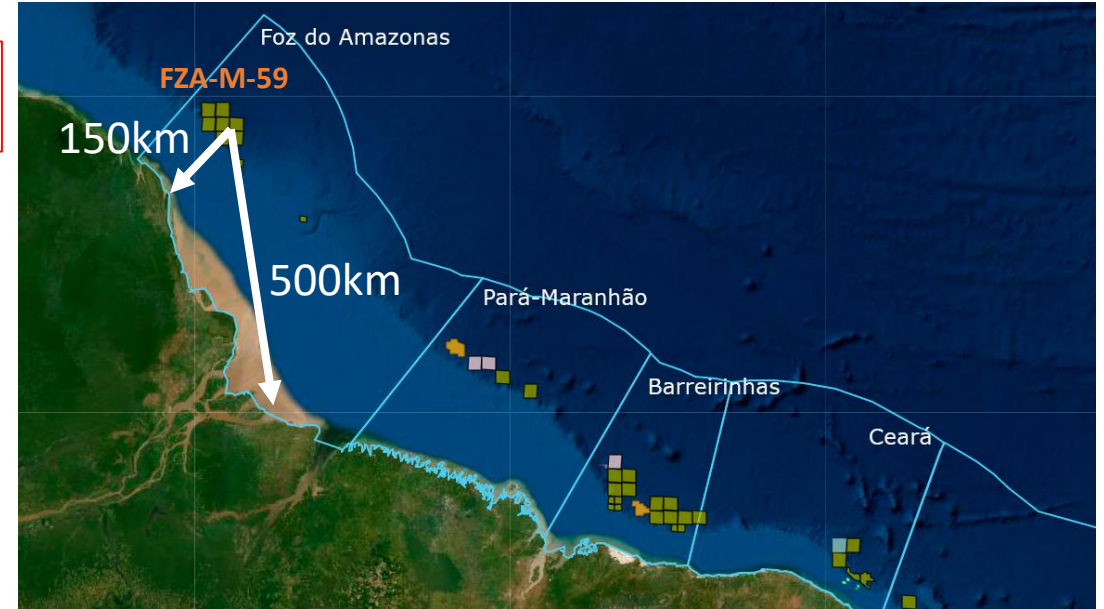 Foz do Amazonas
FZA-M-59
150km
500km
Pará-Maranhão
Barreirinhas
Ceará